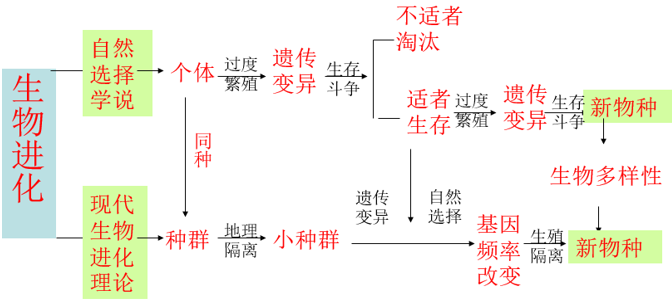 生物进化
自然
选择
学说
个体
过度
繁殖
遗传
变异
生存
斗争
不适者
淘汰
适者
生存
过度
繁殖
遗传
变异
生存
斗争
新物种
同种
生物多样性
现代
生物
进化
理论
种群
地理
隔离
小种群
遗传
变异
自然
选择
基因
频率
改变
生殖
隔离
新物种